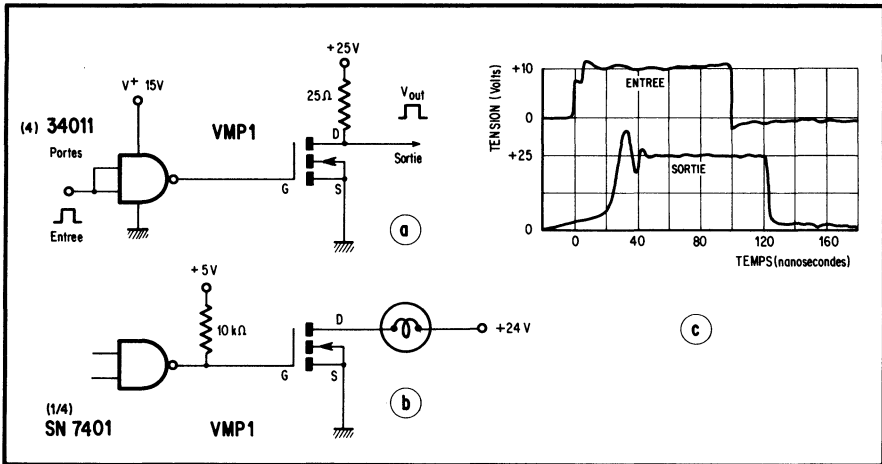 +25V
V+ 15V
25Ω
Vout
(4) 34011
VMP1
Portes
D
Sortie
G
S
Entree
a
+5V
10 kΩ
D
+24 V
G
S
b
(1/4)
SN 7401
VMP1
TENSION (Volts)
+10
ENTREE
0
+25
SORTIE
0
0 40 80 120 160
TEMPS (nanosecondes)
c